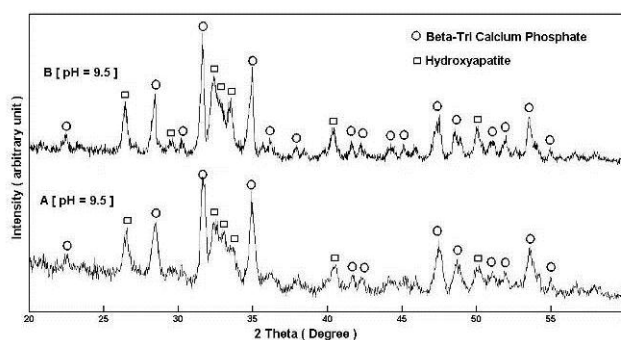 Beta-Tri Calcium Phosphate
Hydroxyapatite
B [ pH = 9.5 ]
A [ pH = 9.5 ]
Intensity ( arbitrary unit )
20 25 30 35 40 45 50 55
2 Theta ( Degree )